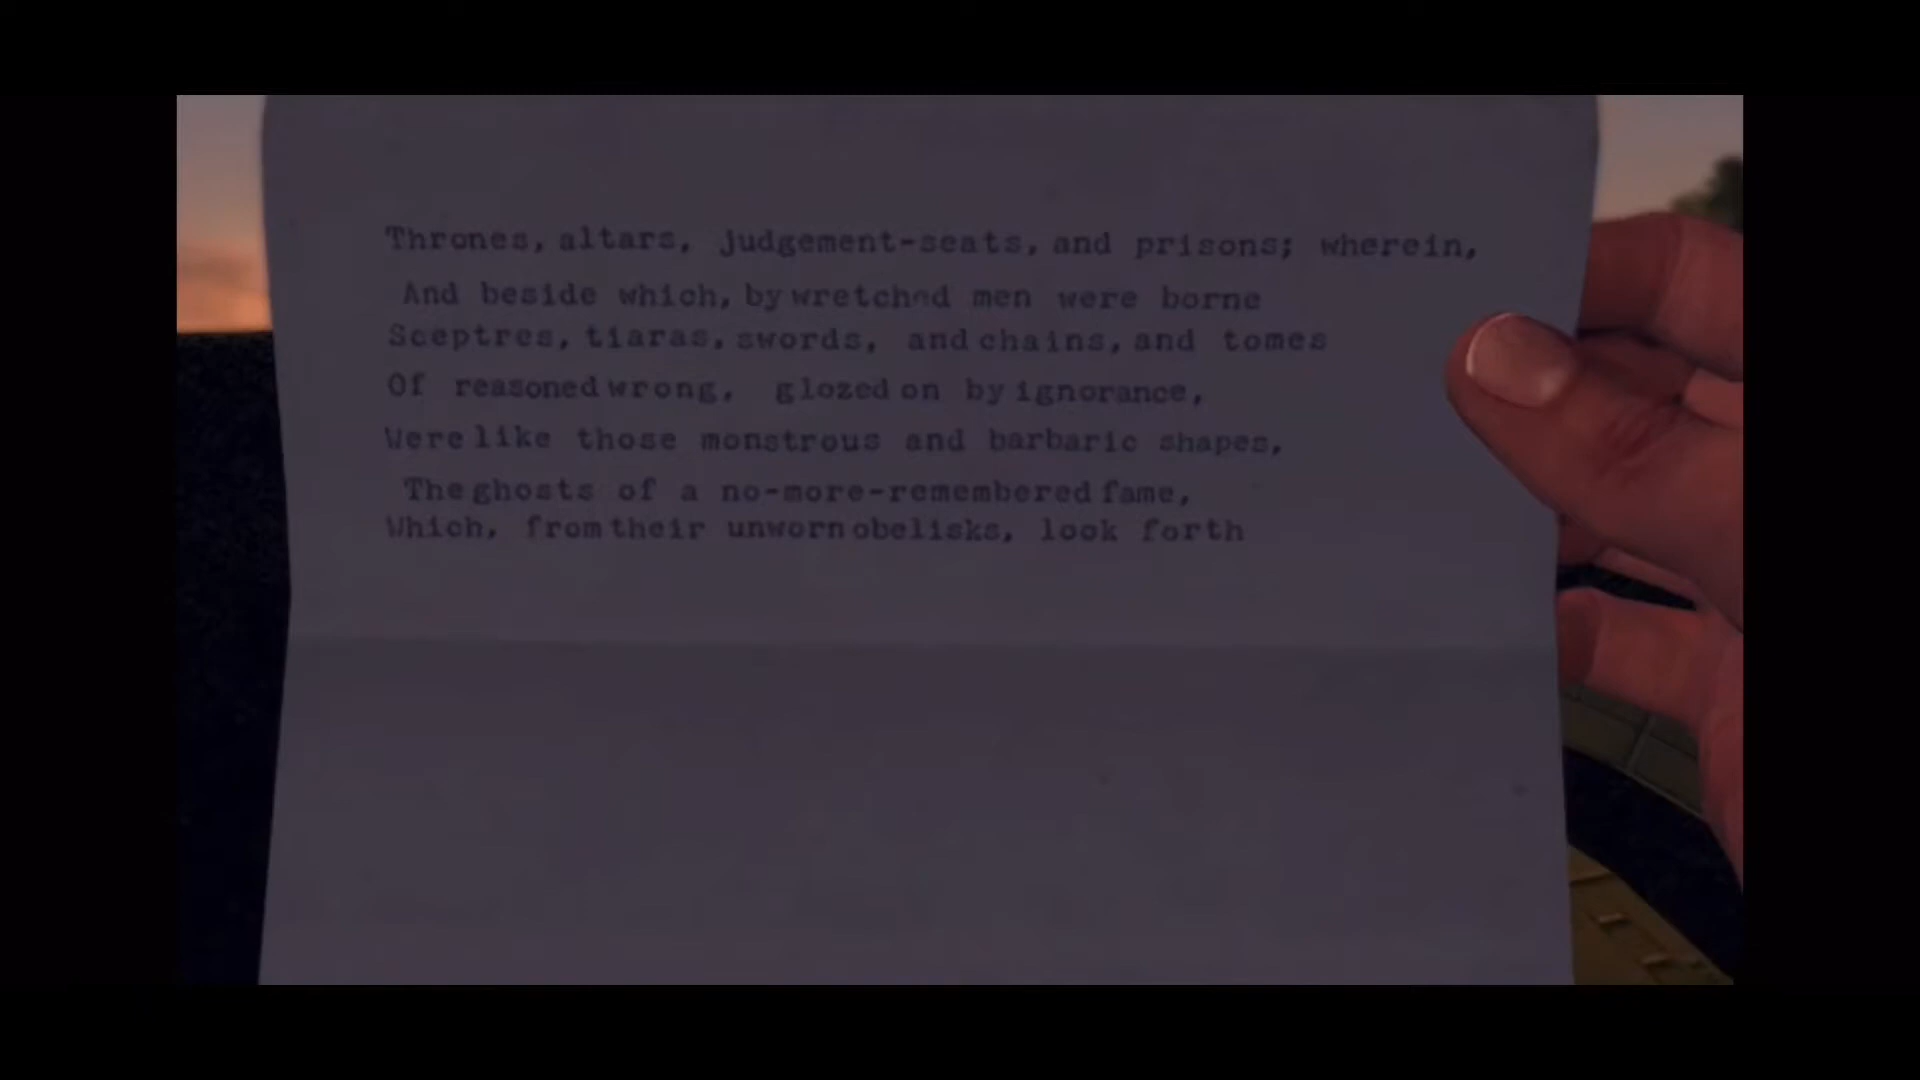 Thrones, altars, judgement-seats, and prisons; wherein,
And beside which, by wretched men were borne
Sceptres, tiaras, swords, and chains, and tomes
Of reasoned wrong, glozed on by ignorance,
Were like those monstrous and barbaric shapes,
The ghosts of a no-more-remembered fame,
Which, from their unworn obelisks, look forth